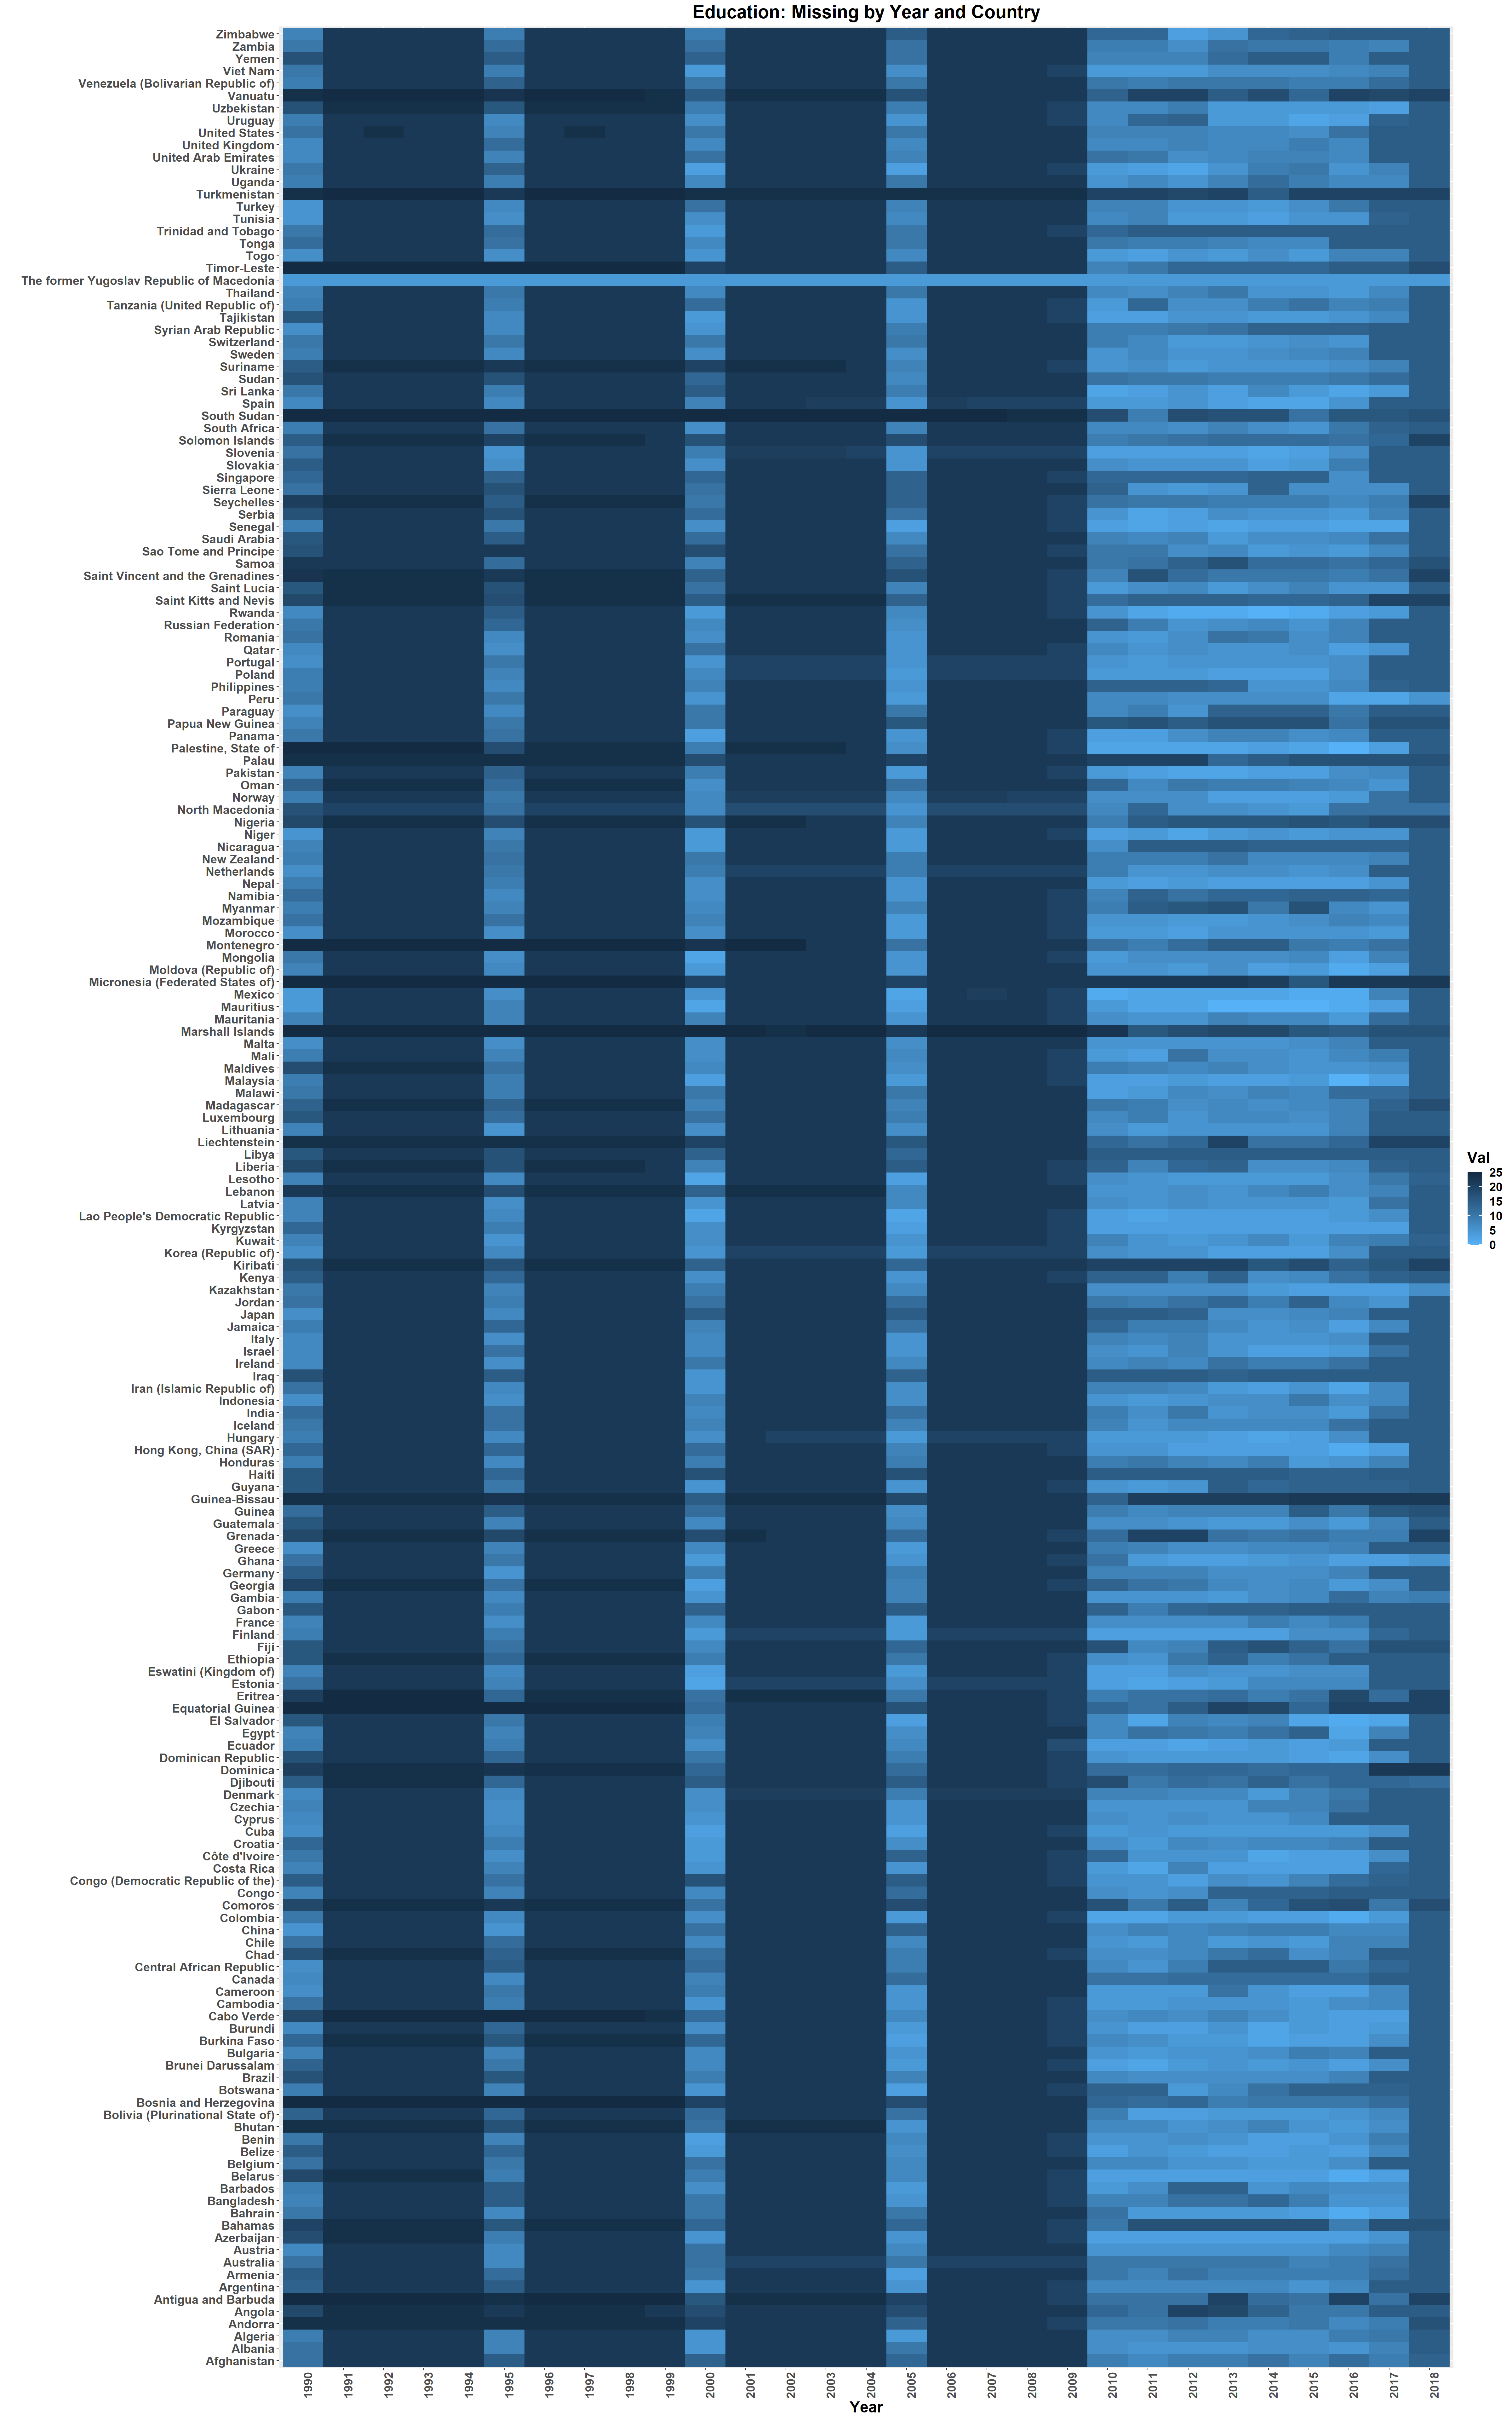 Education: Missing by Year and Country
Zimbabwe
Zambia
Yemen
Viet Nam
Venezuela (Bolivarian Republic of)
Vanuatu
Uzbekistan
Uruguay
United States
United Kingdom
United Arab Emirates
Ukraine
Uganda
Turkmenistan
Turkey
Tunisia
Trinidad and Tobago
Tonga
Togo
Timor-Leste
The former Yugoslav Republic of Macedonia
Thailand
Tanzania (United Republic of)
Tajikistan
Syrian Arab Republic
Switzerland
Sweden
Suriname
Sudan
Sri Lanka
Spain
South Sudan
South Africa
Solomon Islands
Slovenia
Slovakia
Singapore
Sierra Leone
Seychelles
Serbia
Senegal
Saudi Arabia
Sao Tome and Principe
Samoa
Saint Vincent and the Grenadines
Saint Lucia
Saint Kitts and Nevis
Rwanda
Russian Federation
Romania
Qatar
Portugal
Poland
Philippines
Peru
Paraguay
Papua New Guinea
Panama
Palestine, State of
Palau
Pakistan
Oman
Norway
North Macedonia
Nigeria
Niger
Nicaragua
New Zealand
Netherlands
Nepal
Namibia
Myanmar
Mozambique
Morocco
Montenegro
Mongolia
Moldova (Republic of)
Micronesia (Federated States of)
Mexico
Mauritius
Mauritania
Marshall Islands
Malta
Mali
Maldives
Malaysia
Malawi
Madagascar
Luxembourg
Lithuania
Liechtenstein
Libya
Liberia
Lesotho
Lebanon
Latvia
Lao People's Democratic Republic
Kyrgyzstan
Kuwait
Korea (Republic of)
Kiribati
Kenya
Kazakhstan
Jordan
Japan
Jamaica
Italy
Israel
Ireland
Iraq
Iran (Islamic Republic of)
Indonesia
India
Iceland
Hungary
Hong Kong, China (SAR)
Honduras
Haiti
Guyana
Guinea-Bissau
Guinea
Guatemala
Grenada
Greece
Ghana
Germany
Georgia
Gambia
Gabon
France
Finland
Fiji
Ethiopia
Eswatini (Kingdom of)
Estonia
Eritrea
Equatorial Guinea
El Salvador
Egypt
Ecuador
Dominican Republic
Dominica
Djibouti
Denmark
Czechia
Cyprus
Cuba
Croatia
Côte d'Ivoire
Costa Rica
Congo (Democratic Republic of the)
Congo
Comoros
Colombia
China
Chile
Chad
Central African Republic
Canada
Cameroon
Cambodia
Cabo Verde
Burundi
Burkina Faso
Bulgaria
Brunei Darussalam
Brazil
Botswana
Bosnia and Herzegovina
Bolivia (Plurinational State of)
Bhutan
Benin
Belize
Belgium
Belarus
Barbados
Bangladesh
Bahrain
Bahamas
Azerbaijan
Austria
Australia
Armenia
Argentina
Antigua and Barbuda
Angola
Andorra
Algeria
Albania
Afghanistan
1990
1991
1992
1993
1994
1995
1996
1997
1998
1999
2000
2001
2002
2003
2004
2005
2006
2007
2008
2009
2010
2011
2012
2013
2014
2015
2016
2017
2018
Year
Val
25
20
15
10
5
0